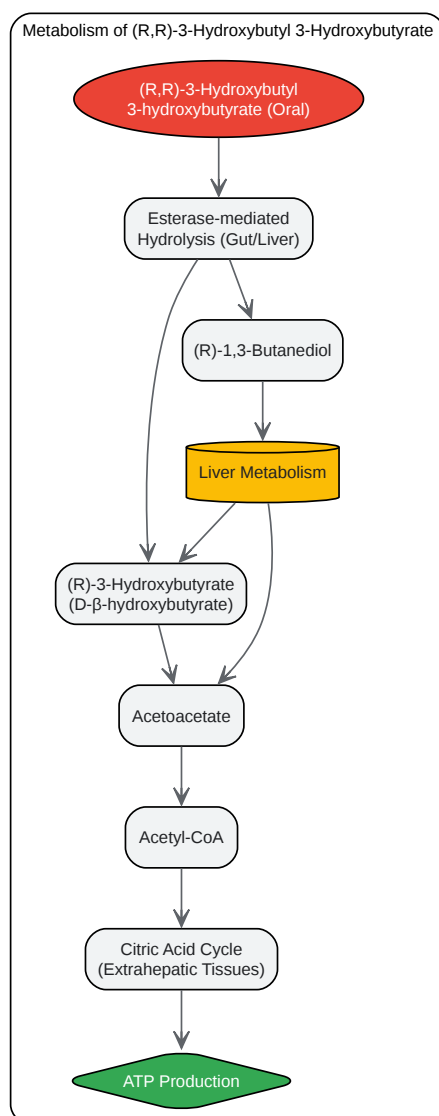 Metabolism of (R,R)-3-Hydroxybutyl 3-Hydroxybutyrate
(R,R)-3-Hydroxybutyl
3-hydroxybutyrate (Oral)
Esterase-mediated
Hydrolysis (Gut/Liver)
(R)-1,3-Butanediol
Liver Metabolism
(R)-3-Hydroxybutyrate
(D-β-hydroxybutyrate)
Acetoacetate
Acetyl-CoA
Citric Acid Cycle
(Extrahepatic Tissues)
ATP Production